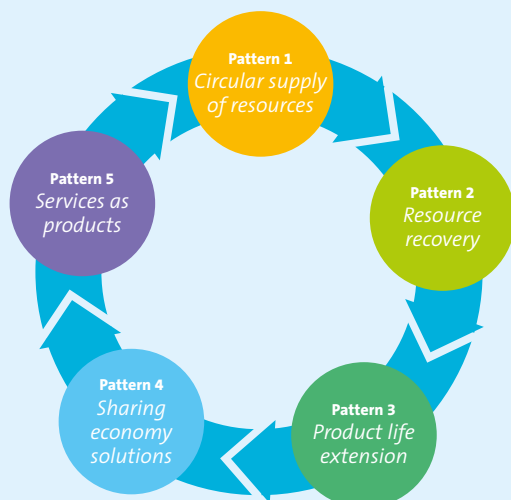 Pattern 1
Circular supply
of resources
Pattern 2
Resource
recovery
Pattern 3
Product life
extension
Pattern 4
Sharing
economy
solutions
Pattern 5
Services as
products